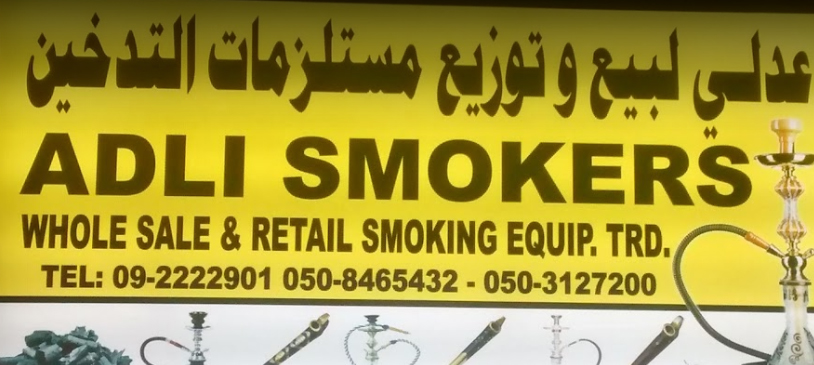 عدلي لبيع و توزيع مستلزمات التدخين
ADLI SMOKERS
WHOLE SALE & RETAIL SMOKING EQUIP. TRD.
TEL: 09-2222901 050-8465432 - 050-3127200